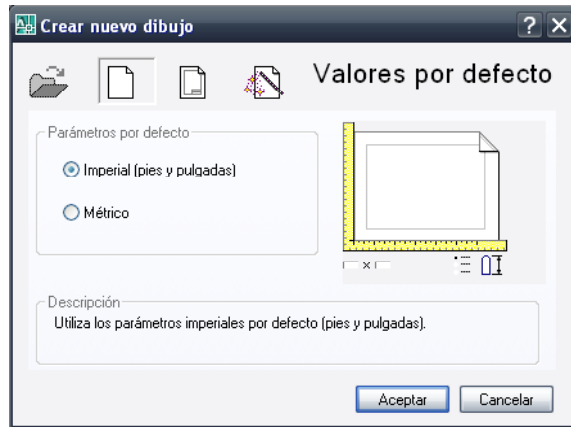 Crear nuevo dibujo
Valores por defecto
Parámetros por defecto
Imperial (pies y pulgadas)
Métrico
Descripción
Utiliza los parámetros imperiales por defecto (pies y pulgadas).
Aceptar
Cancelar